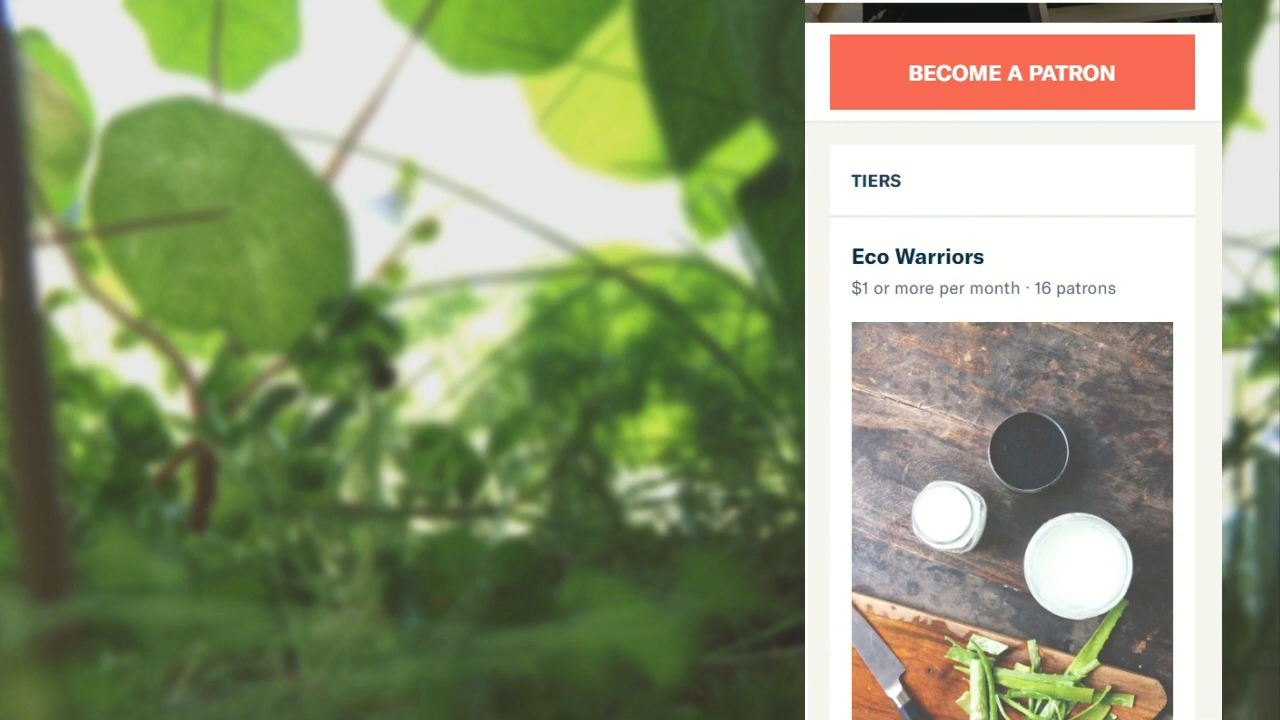 BECOME A PATRON
TIERS
Eco Warriors
$1 or more per month · 16 patrons